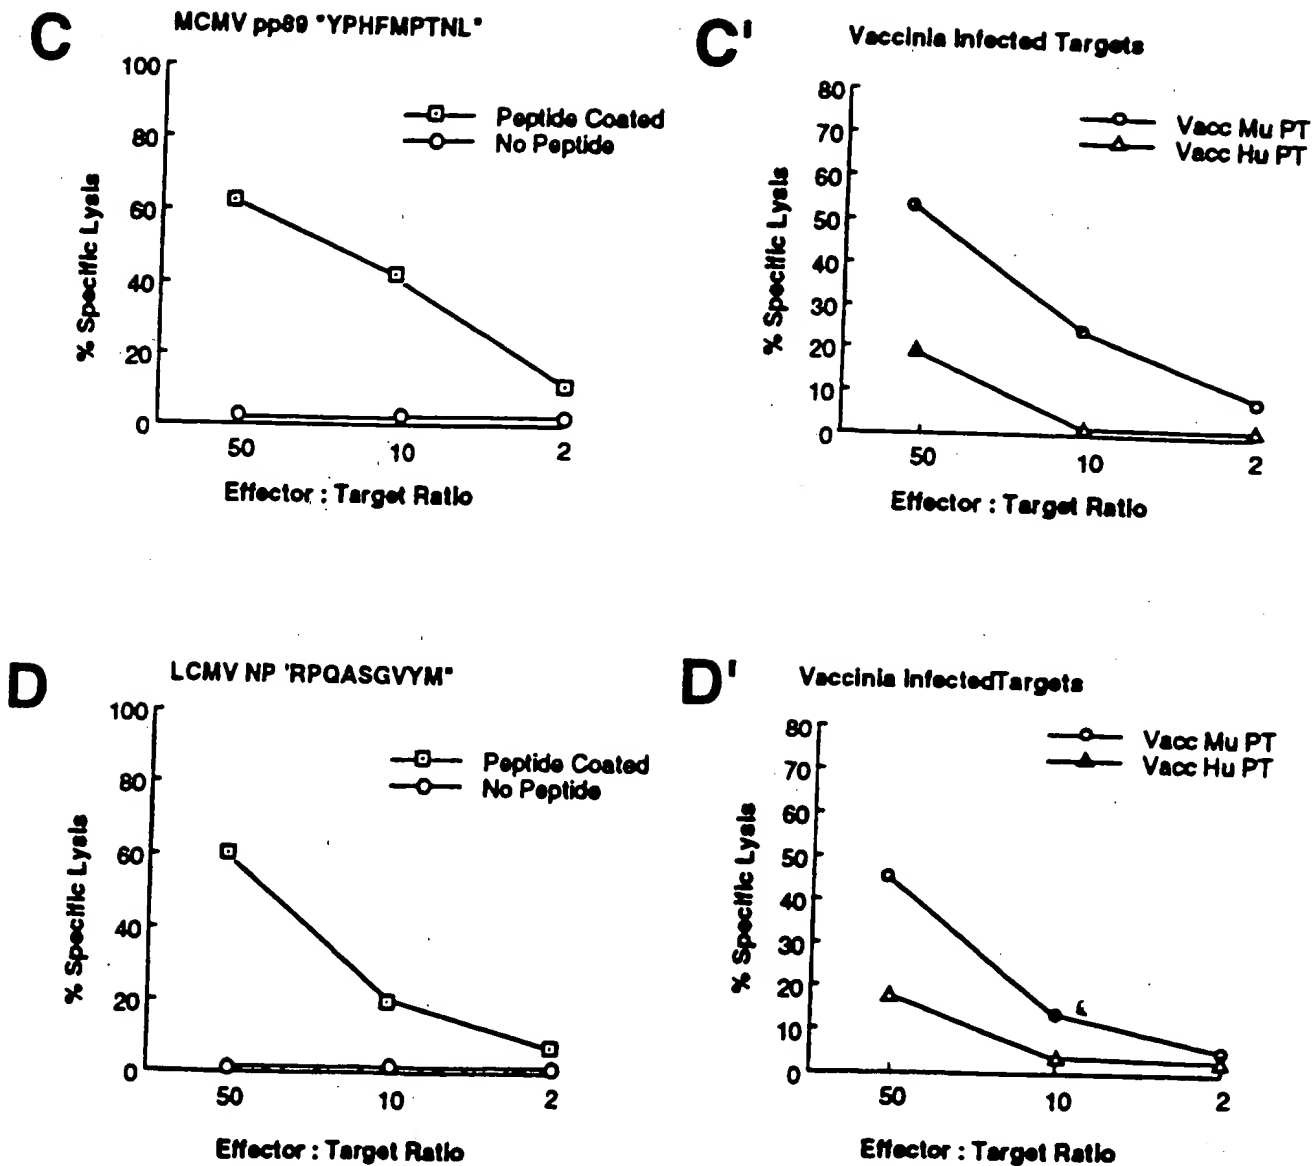 C
MCMV pp89 "YPHFMPTNL"
100
80
60
40
20
0
% Specific Lysis
Peptide Coated
No Peptide
50 10 2
Effector : Target Ratio
C'
Vaccinia Infected Targets
80
70
60
50
40
30
20
10
0
% Specific Lysis
Vacc Mu PT
Vacc Hu PT
50 10 2
Effector : Target Ratio
D
LCMV NP 'RPQASGVYM"
100
80
60
40
20
0
% Specific Lysis
Peptide Coated
No Peptide
50 10 2
Effector : Target Ratio
D'
Vaccinia InfectedTargets
80
70
60
50
40
30
20
10
0
% Specific Lysis
Vacc Mu PT
Vacc Hu PT
50 10 2
Effector : Target Ratio